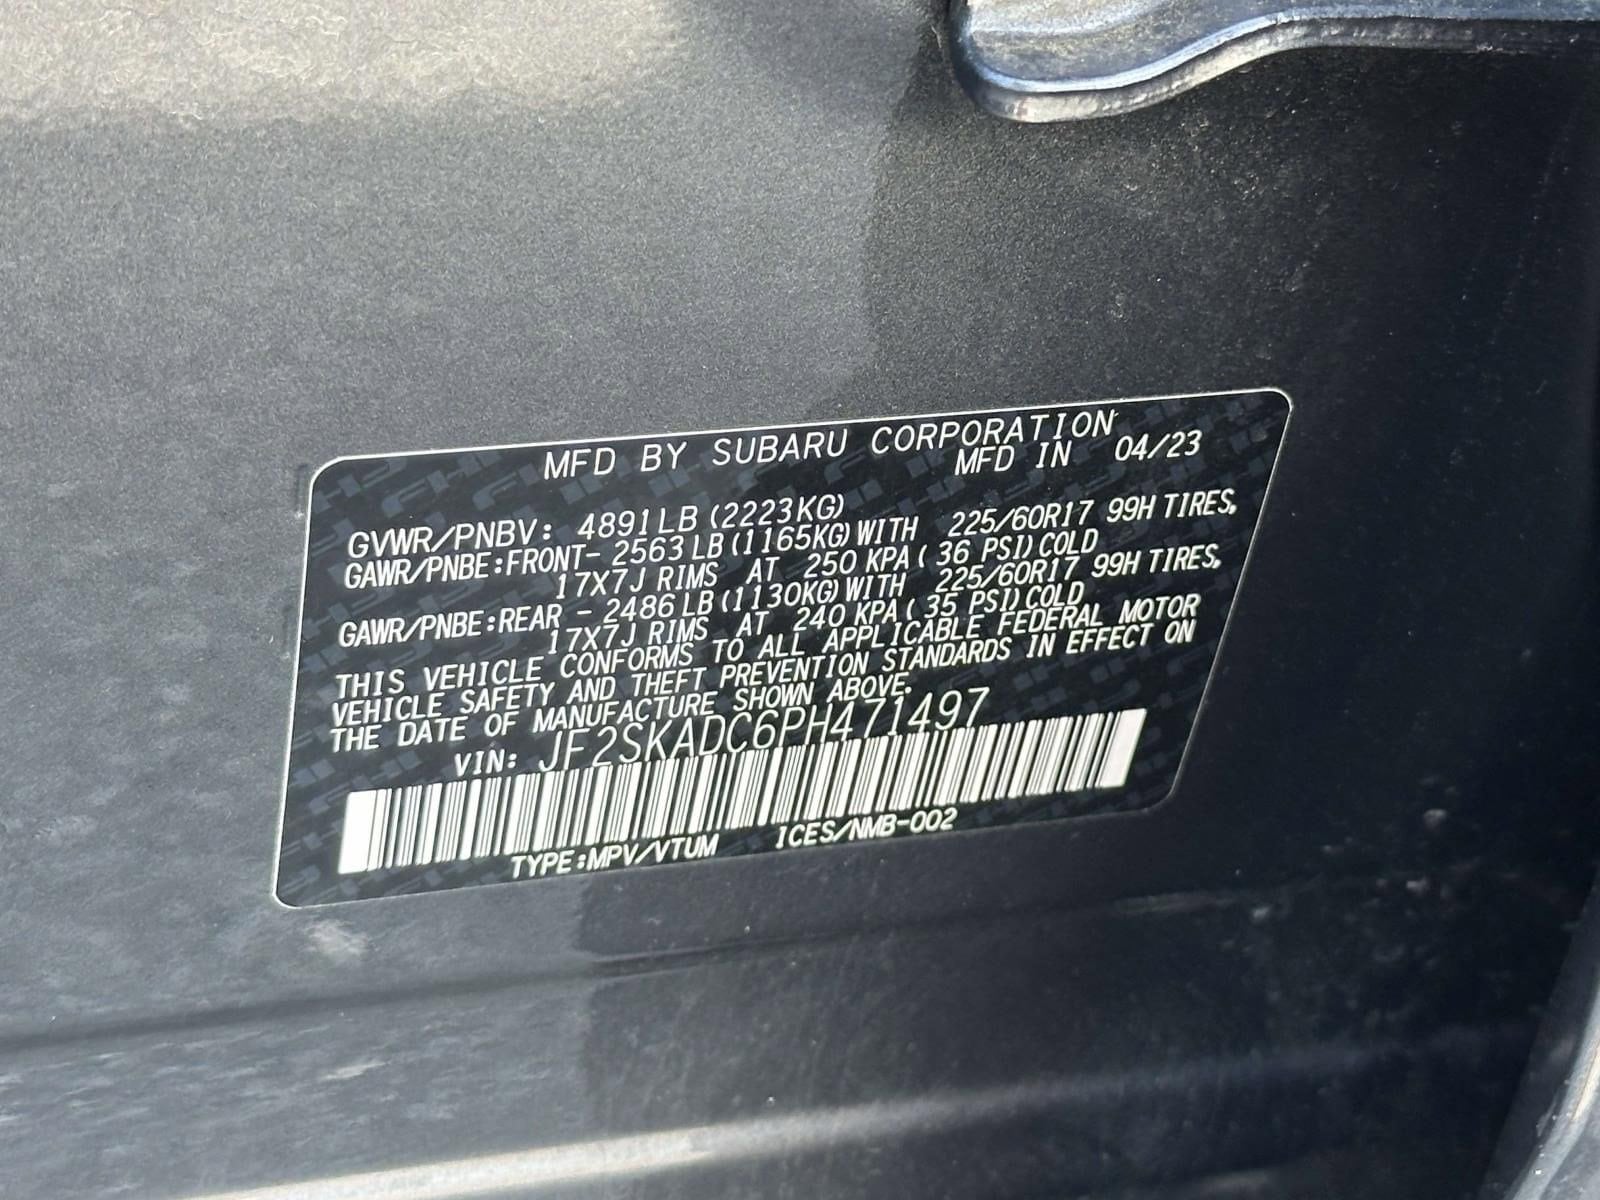 MFD BY SUBARU CORPORATION
MFD IN 04/23
GVWR/PNBV: 4891LB (2223KG)
GAWR/PNBE:FRONT- 2563LB(1165KG)WITH 225/60R17 99H TIRES,
17X7J RIMS AT 250 KPA( 36 PSI)COLD
GAWR/PNBE:REAR - 2486LB(1130KG)WITH 225/60R17 99H TIRES,
17X7J RIMS AT 240 KPA( 35 PSI)COLD
THIS VEHICLE CONFORMS TO ALL APPLICABLE FEDERAL MOTOR
VEHICLE SAFETY AND THEFT PREVENTION STANDARDS IN EFFECT ON
THE DATE OF MANUFACTURE SHOWN ABOVE.
VIN: JF2SKADC6PH471497
TYPE:MPV/VTUM ICES/NMB-002